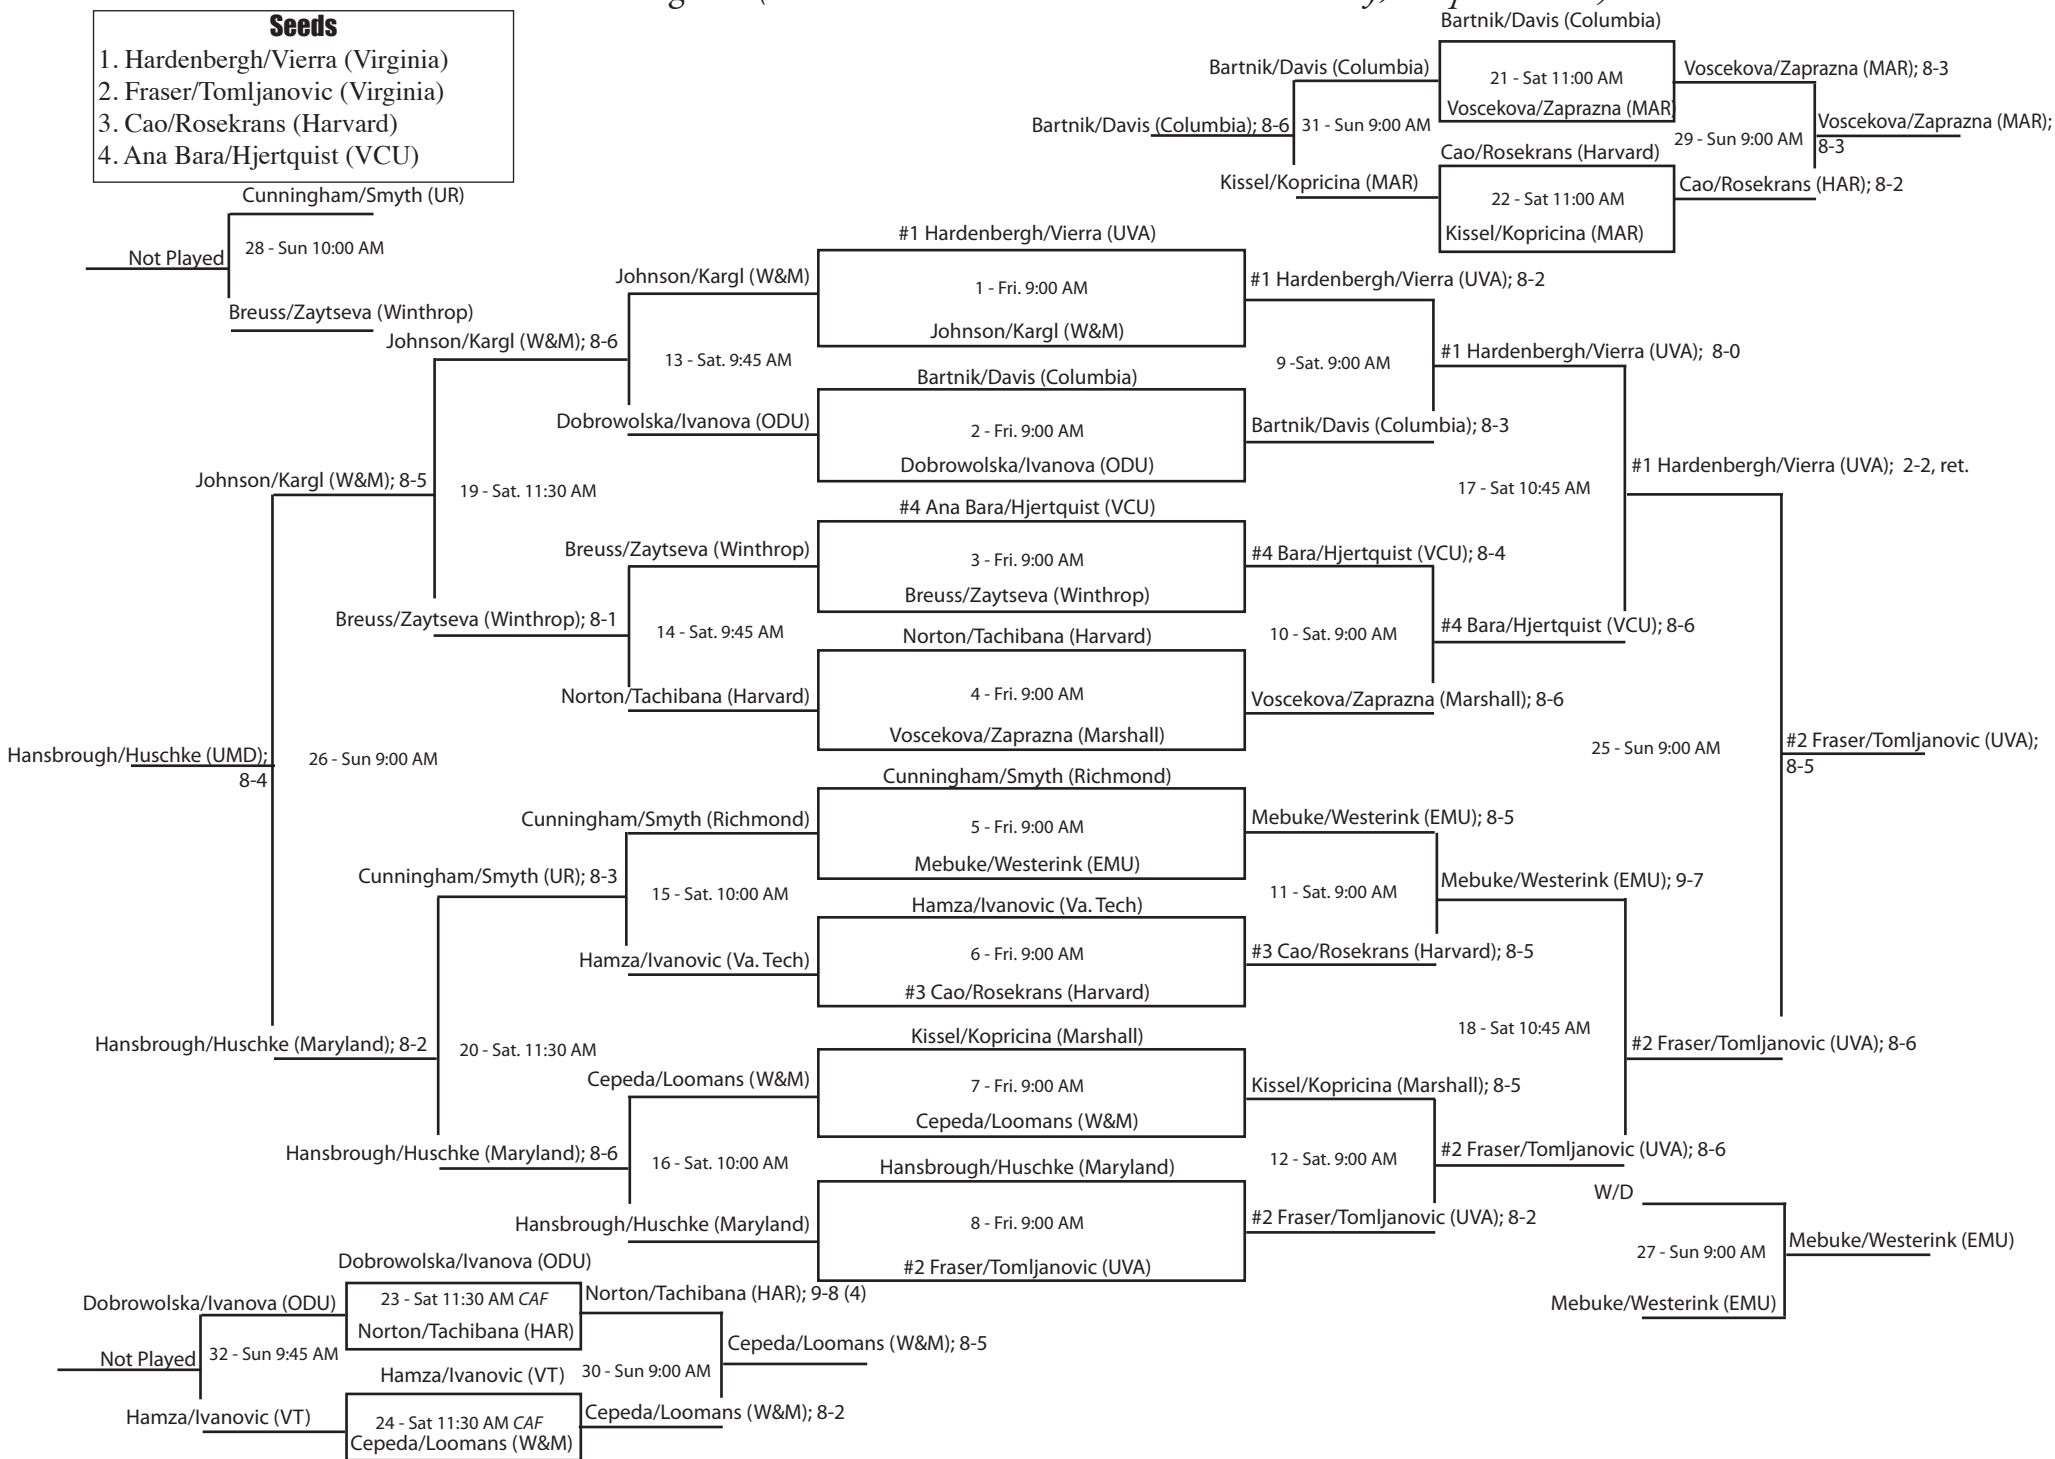 Seeds
1. Hardenbergh/Vierra (Virginia)
2. Fraser/Tomljanovic (Virginia)
3. Cao/Rosekrans (Harvard)
4. Ana Bara/Hjertquist (VCU)
Bartnik/Davis (Columbia)
Bartnik/Davis (Columbia)
21 - Sat 11:00 AM
Voscekova/Zaprazna (MAR); 8-3
Voscekova/Zaprazna (MAR)
Bartnik/Davis (Columbia); 8-6
31 - Sun 9:00 AM
29 - Sun 9:00 AM
Voscekova/Zaprazna (MAR);
8-3
Cao/Rosekrans (Harvard)
Kissel/Kopricina (MAR)
22 - Sat 11:00 AM
Cao/Rosekrans (HAR); 8-2
Kissel/Kopricina (MAR)
Cunningham/Smyth (UR)
28 - Sun 10:00 AM
Not Played
Breuss/Zaytseva (Winthrop)
#1 Hardenbergh/Vierra (UVA)
Johnson/Kargl (W&M)
1 - Fri. 9:00 AM
#1 Hardenbergh/Vierra (UVA); 8-2
Johnson/Kargl (W&M)
Johnson/Kargl (W&M); 8-6
13 - Sat. 9:45 AM
9 -Sat. 9:00 AM
#1 Hardenbergh/Vierra (UVA);  8-0
Bartnik/Davis (Columbia)
Dobrowolska/Ivanova (ODU)
2 - Fri. 9:00 AM
Bartnik/Davis (Columbia); 8-3
Dobrowolska/Ivanova (ODU)
Johnson/Kargl (W&M); 8-5
19 - Sat. 11:30 AM
17 - Sat 10:45 AM
#1 Hardenbergh/Vierra (UVA);  2-2, ret.
#4 Ana Bara/Hjertquist (VCU)
Breuss/Zaytseva (Winthrop)
3 - Fri. 9:00 AM
#4 Bara/Hjertquist (VCU); 8-4
Breuss/Zaytseva (Winthrop)
Breuss/Zaytseva (Winthrop); 8-1
14 - Sat. 9:45 AM
10 - Sat. 9:00 AM
#4 Bara/Hjertquist (VCU); 8-6
Norton/Tachibana (Harvard)
Norton/Tachibana (Harvard)
4 - Fri. 9:00 AM
Voscekova/Zaprazna (Marshall); 8-6
Voscekova/Zaprazna (Marshall)
Hansbrough/Huschke (UMD);
8-4
26 - Sun 9:00 AM
25 - Sun 9:00 AM
#2 Fraser/Tomljanovic (UVA);
8-5
Cunningham/Smyth (Richmond)
Cunningham/Smyth (Richmond)
5 - Fri. 9:00 AM
Mebuke/Westerink (EMU); 8-5
Mebuke/Westerink (EMU)
Cunningham/Smyth (UR); 8-3
15 - Sat. 10:00 AM
11 - Sat. 9:00 AM
Mebuke/Westerink (EMU); 9-7
Hamza/Ivanovic (Va. Tech)
Hamza/Ivanovic (Va. Tech)
6 - Fri. 9:00 AM
#3 Cao/Rosekrans (Harvard); 8-5
#3 Cao/Rosekrans (Harvard)
Hansbrough/Huschke (Maryland); 8-2
20 - Sat. 11:30 AM
18 - Sat 10:45 AM
#2 Fraser/Tomljanovic (UVA); 8-6
Kissel/Kopricina (Marshall)
Cepeda/Loomans (W&M)
7 - Fri. 9:00 AM
Kissel/Kopricina (Marshall); 8-5
Cepeda/Loomans (W&M)
Hansbrough/Huschke (Maryland); 8-6
16 - Sat. 10:00 AM
12 - Sat. 9:00 AM
#2 Fraser/Tomljanovic (UVA); 8-6
Hansbrough/Huschke (Maryland)
Hansbrough/Huschke (Maryland)
8 - Fri. 9:00 AM
#2 Fraser/Tomljanovic (UVA); 8-2
#2 Fraser/Tomljanovic (UVA)
W/D
27 - Sun 9:00 AM
Mebuke/Westerink (EMU)
Mebuke/Westerink (EMU)
Dobrowolska/Ivanova (ODU)
Dobrowolska/Ivanova (ODU)
23 - Sat 11:30 AM CAF
Norton/Tachibana (HAR); 9-8 (4)
Norton/Tachibana (HAR)
Not Played
32 - Sun 9:45 AM
30 - Sun 9:00 AM
Cepeda/Loomans (W&M); 8-5
Hamza/Ivanovic (VT)
Hamza/Ivanovic (VT)
24 - Sat 11:30 AM CAF
Cepeda/Loomans (W&M); 8-2
Cepeda/Loomans (W&M)